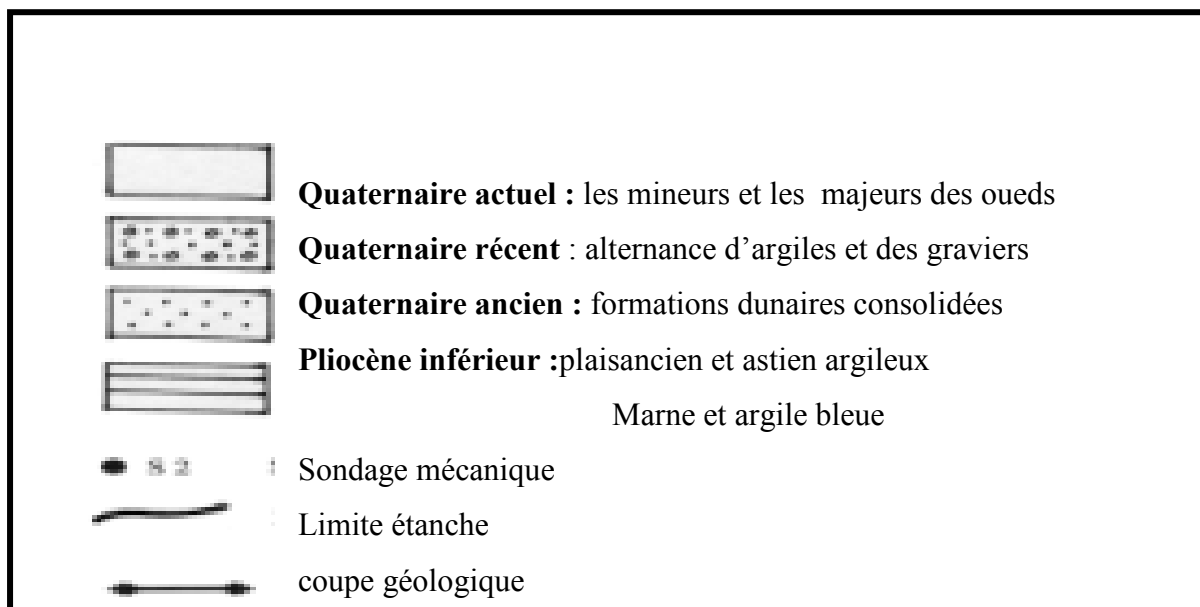 Quaternaire actuel : les mineurs et les majeurs des oueds
Quaternaire récent : alternance d’argiles et des graviers
Quaternaire ancien : formations dunaires consolidées
Pliocène inférieur :plaisancien et astien argileux
Marne et argile bleue
S 2 Sondage mécanique
Limite étanche
coupe géologique